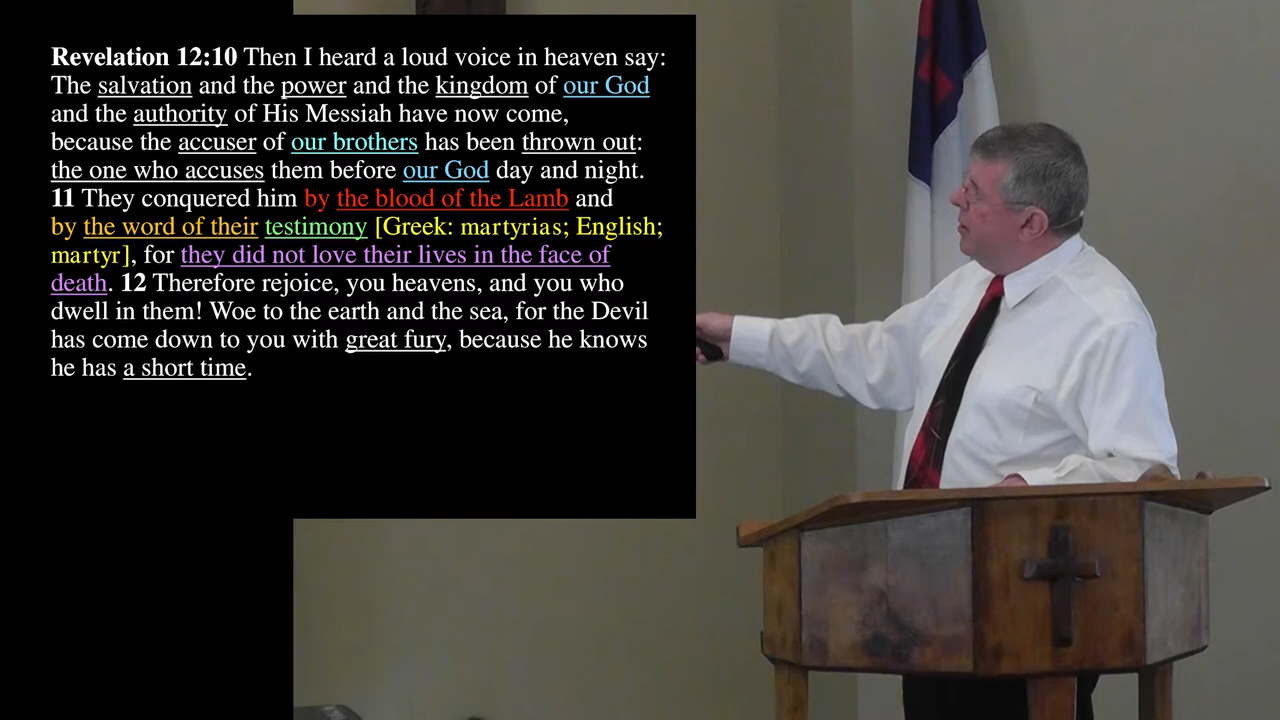 Revelation 12:10 Then I heard a loud voice in heaven say:
The salvation and the power and the kingdom of our God
and the authority of His Messiah have now come,
because the accuser of our brothers has been thrown out:
the one who accuses them before our God day and night.
11 They conquered him by the blood of the Lamb and
by the word of their testimony [Greek: martyrias; English;
martyr], for they did not love their lives in the face of
death. 12 Therefore rejoice, you heavens, and you who
dwell in them! Woe to the earth and the sea, for the Devil
has come down to you with great fury, because he knows
he has a short time.